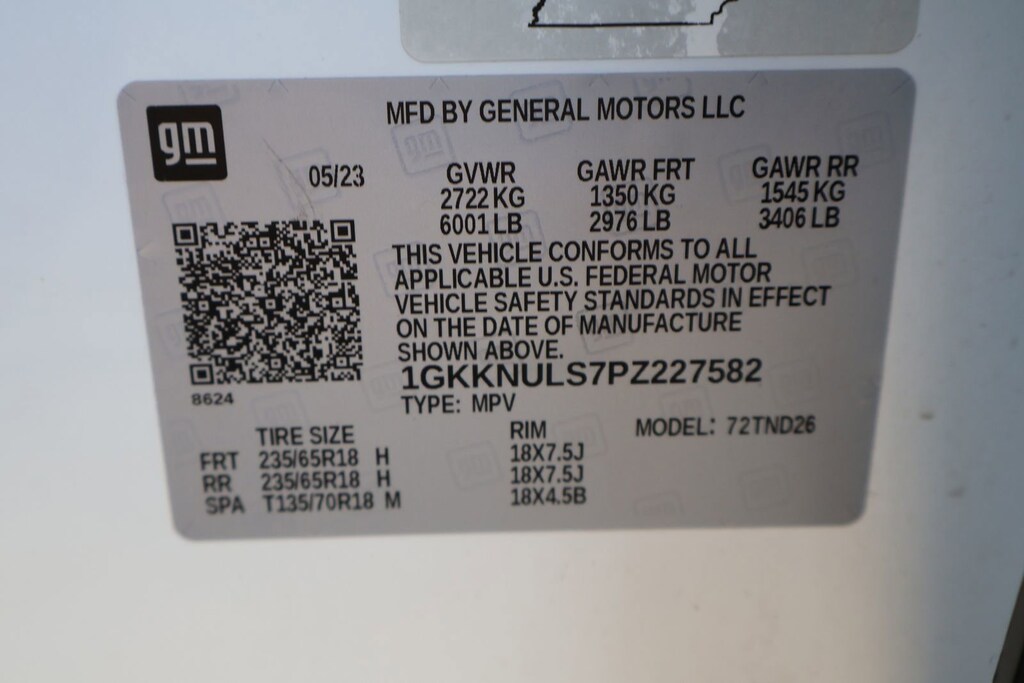 gm
MFD BY GENERAL MOTORS LLC
05/23 GVWR GAWR FRT GAWR RR
2722 KG 1350 KG 1545 KG
6001 LB 2976 LB 3406 LB
THIS VEHICLE CONFORMS TO ALL
APPLICABLE U.S. FEDERAL MOTOR
VEHICLE SAFETY STANDARDS IN EFFECT
ON THE DATE OF MANUFACTURE
SHOWN ABOVE.
1GKKNULS7PZ227582
8624
TYPE: MPV
TIRE SIZE RIM MODEL: 72TND26
FRT 235/65R18 H 18X7.5J
RR 235/65R18 H 18X7.5J
SPA T135/70R18 M 18X4.5B